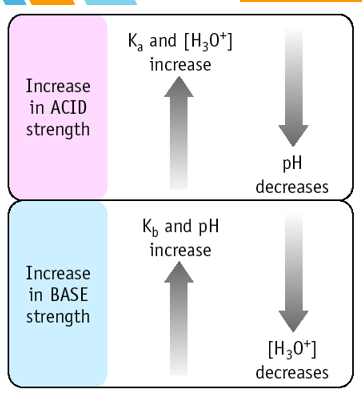 Increase
in ACID
strength
Kₐ and [H₃O⁺]
increase
pH
decreases
Increase
in BASE
strength
K_b and pH
increase
[H₃O⁺]
decreases